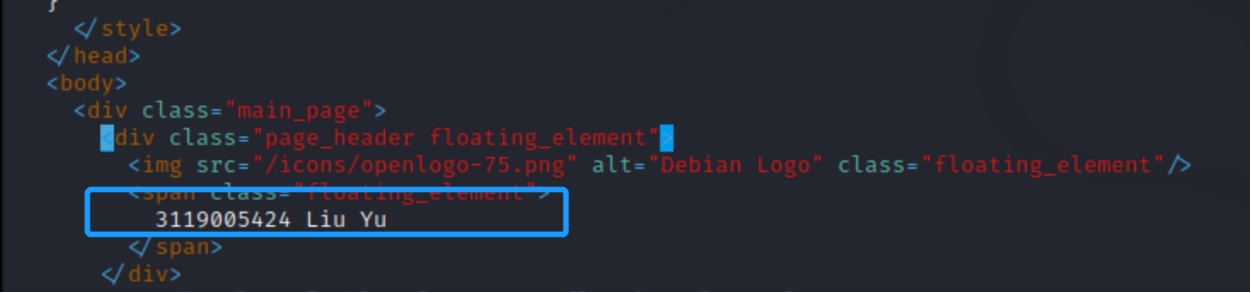 }
</style>
</head>
<body>
<div class="main_page">
<div class="page_header floating_element">
<img src="/icons/openlogo-75.png" alt="Debian Logo" class="floating_element"/>
<span class="floating_element">
3119005424 Liu Yu
</span>
</div>